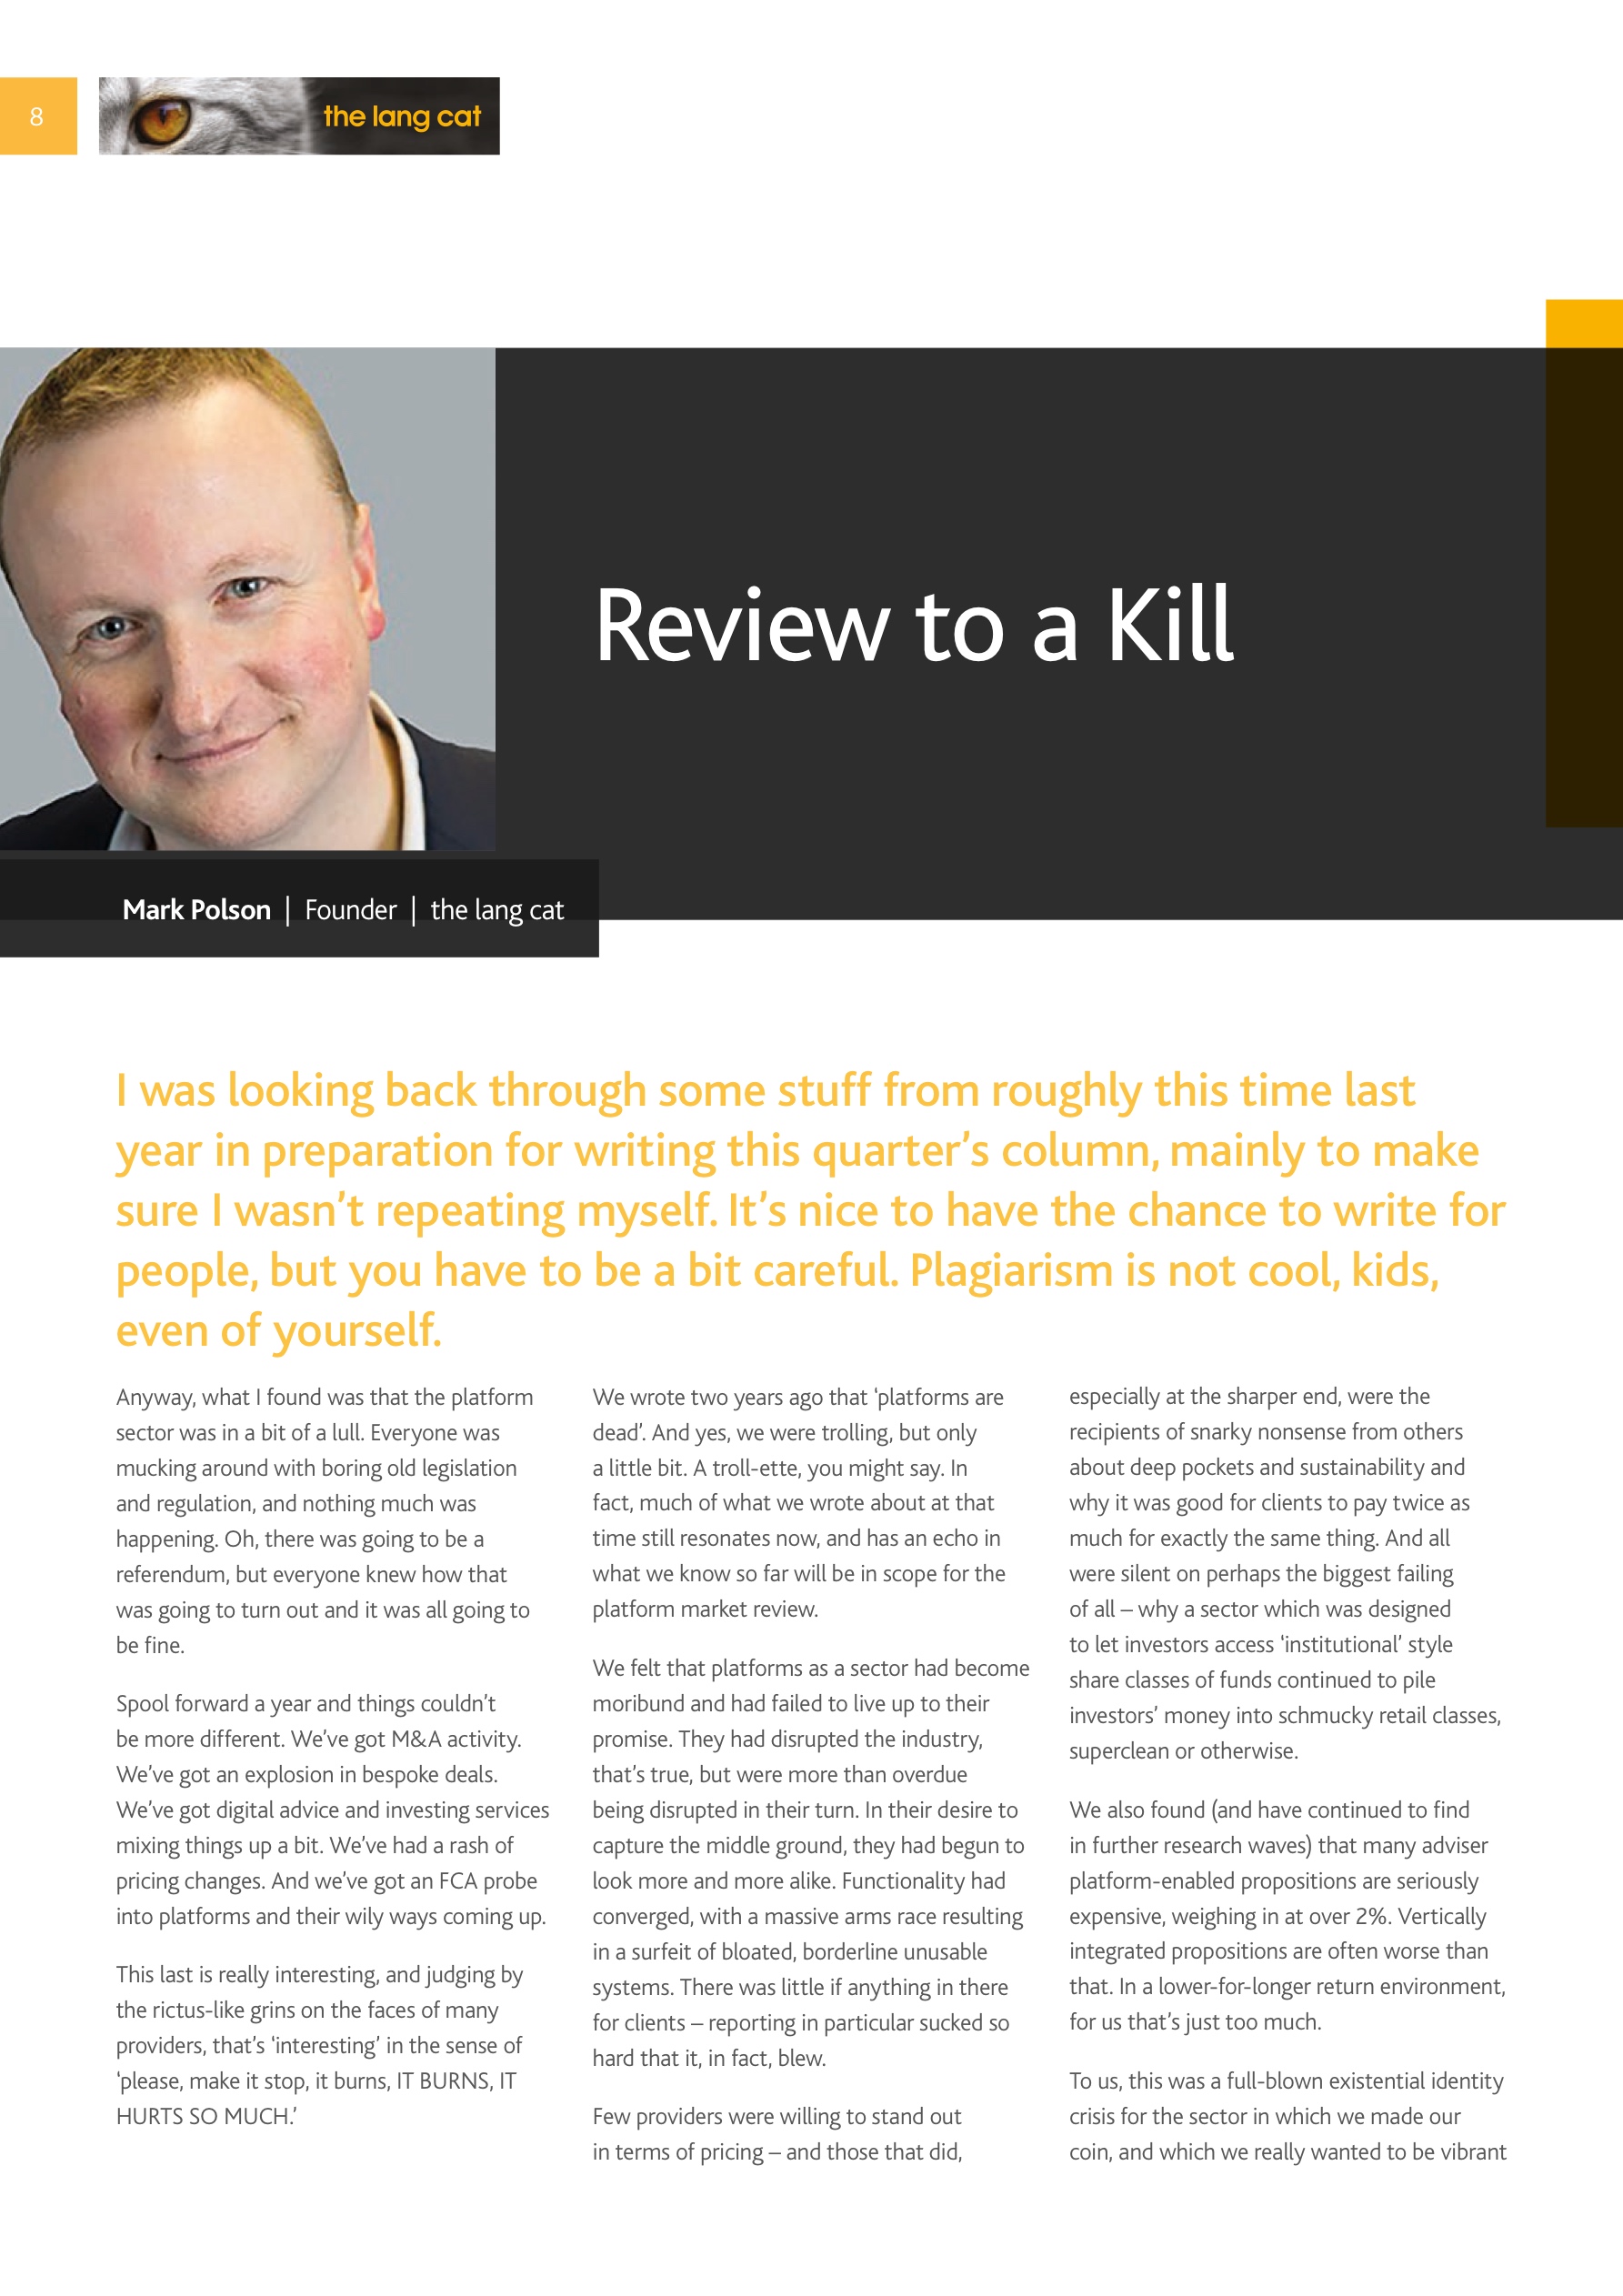 8
the lang cat
Review to a Kill
Mark Polson | Founder | the lang cat
I was looking back through some stuff from roughly this time last
year in preparation for writing this quarter’s column, mainly to make
sure I wasn’t repeating myself. It’s nice to have the chance to write for
people, but you have to be a bit careful. Plagiarism is not cool, kids,
even of yourself.
Anyway, what I found was that the platform
sector was in a bit of a lull. Everyone was
mucking around with boring old legislation
and regulation, and nothing much was
happening. Oh, there was going to be a
referendum, but everyone knew how that
was going to turn out and it was all going to
be fine.
Spool forward a year and things couldn’t
be more different. We’ve got M&A activity.
We’ve got an explosion in bespoke deals.
We’ve got digital advice and investing services
mixing things up a bit. We’ve had a rash of
pricing changes. And we’ve got an FCA probe
into platforms and their wily ways coming up.
This last is really interesting, and judging by
the rictus-like grins on the faces of many
providers, that’s ‘interesting’ in the sense of
‘please, make it stop, it burns, IT BURNS, IT
HURTS SO MUCH.’
We wrote two years ago that ‘platforms are
dead’. And yes, we were trolling, but only
a little bit. A troll-ette, you might say. In
fact, much of what we wrote about at that
time still resonates now, and has an echo in
what we know so far will be in scope for the
platform market review.
We felt that platforms as a sector had become
moribund and had failed to live up to their
promise. They had disrupted the industry,
that’s true, but were more than overdue
being disrupted in their turn. In their desire to
capture the middle ground, they had begun to
look more and more alike. Functionality had
converged, with a massive arms race resulting
in a surfeit of bloated, borderline unusable
systems. There was little if anything in there
for clients – reporting in particular sucked so
hard that it, in fact, blew.
Few providers were willing to stand out
in terms of pricing – and those that did,
especially at the sharper end, were the
recipients of snarky nonsense from others
about deep pockets and sustainability and
why it was good for clients to pay twice as
much for exactly the same thing. And all
were silent on perhaps the biggest failing
of all – why a sector which was designed
to let investors access ‘institutional’ style
share classes of funds continued to pile
investors’ money into schmucky retail classes,
superclean or otherwise.
We also found (and have continued to find
in further research waves) that many adviser
platform-enabled propositions are seriously
expensive, weighing in at over 2%. Vertically
integrated propositions are often worse than
that. In a lower-for-longer return environment,
for us that’s just too much.
To us, this was a full-blown existential identity
crisis for the sector in which we made our
coin, and which we really wanted to be vibrant